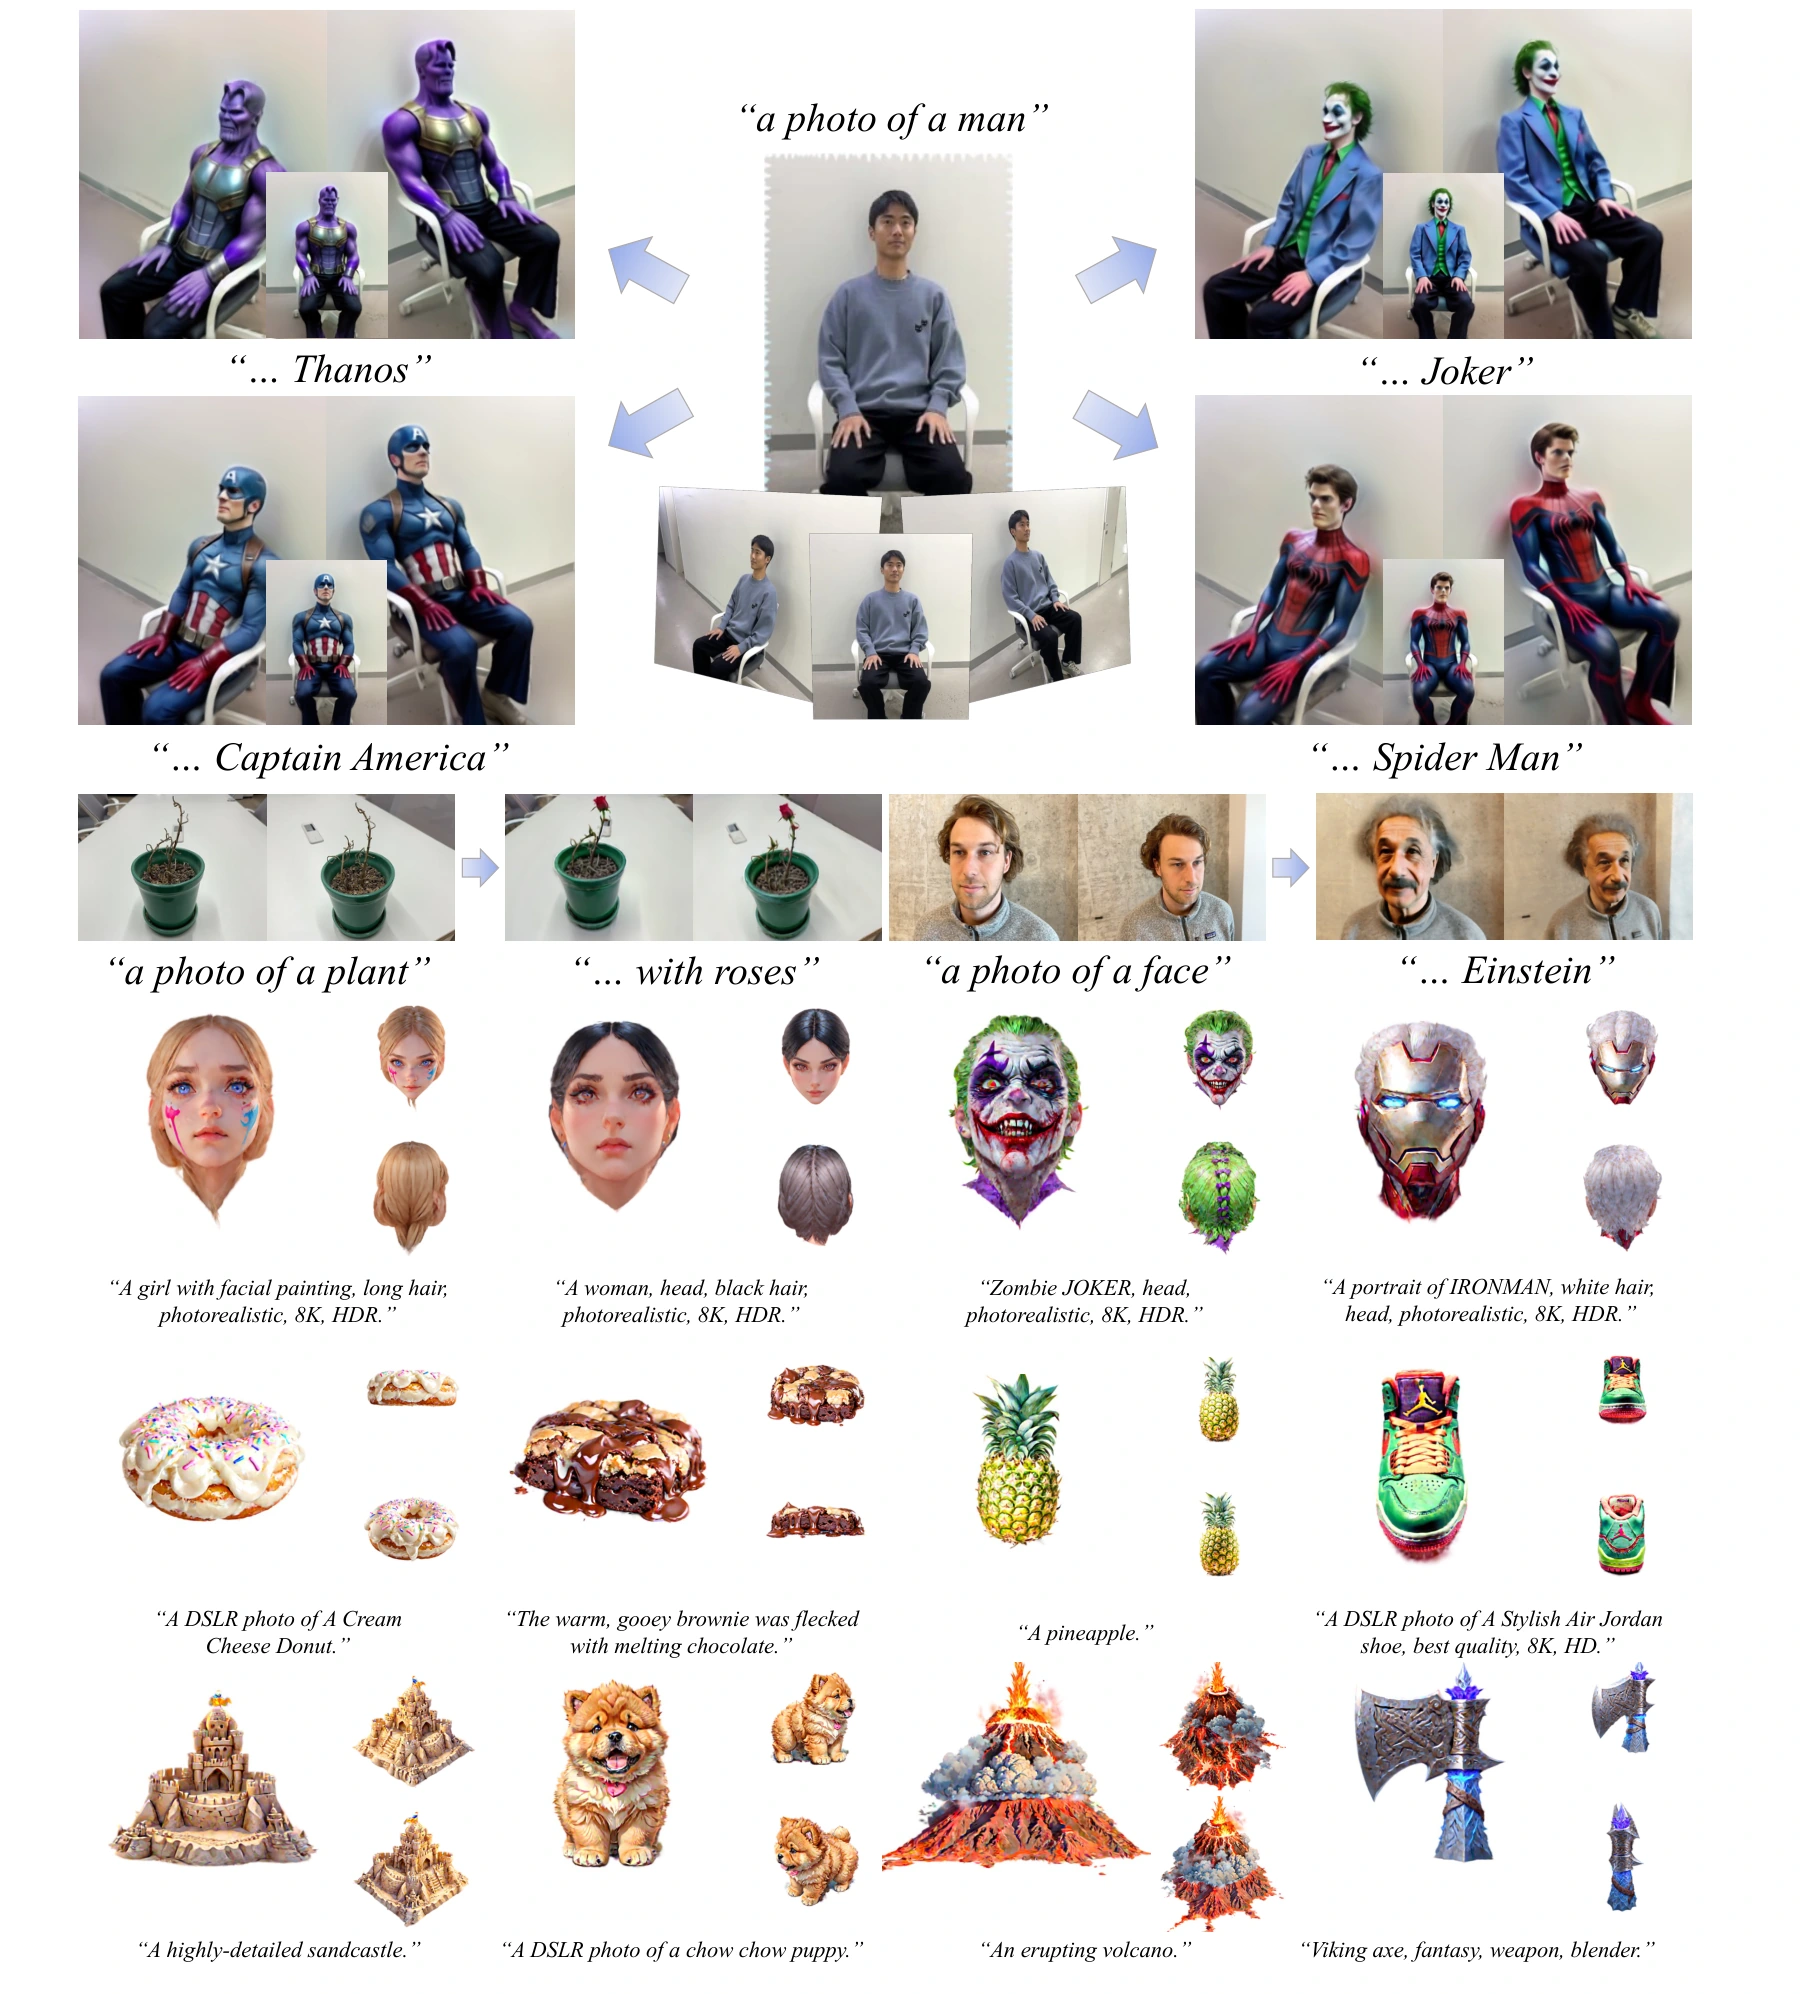 “a photo of a man”
“... Thanos”
“... Joker”
“... Captain America”
“... Spider Man”
“a photo of a plant”
“... with roses”
“a photo of a face”
“... Einstein”
“A girl with facial painting, long hair,
photorealistic, 8K, HDR.”
“A woman, head, black hair,
photorealistic, 8K, HDR.”
“Zombie JOKER, head,
photorealistic, 8K, HDR.”
“A portrait of IRONMAN, white hair,
head, photorealistic, 8K, HDR.”
“A DSLR photo of A Cream
Cheese Donut.”
“The warm, gooey brownie was flecked
with melting chocolate.”
“A pineapple.”
“A DSLR photo of A Stylish Air Jordan
shoe, best quality, 8K, HD.”
“A highly-detailed sandcastle.”
“A DSLR photo of a chow chow puppy.”
“An erupting volcano.”
“Viking axe, fantasy, weapon, blender.”